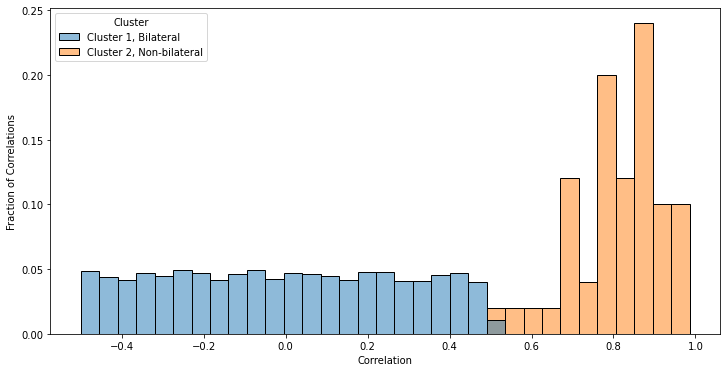 Cluster
Cluster 1, Bilateral
Cluster 2, Non-bilateral
Fraction of Correlations
0.25
0.20
0.15
0.10
0.05
0.00
−0.4
−0.2
0.0
0.2
0.4
0.6
0.8
1.0
Correlation